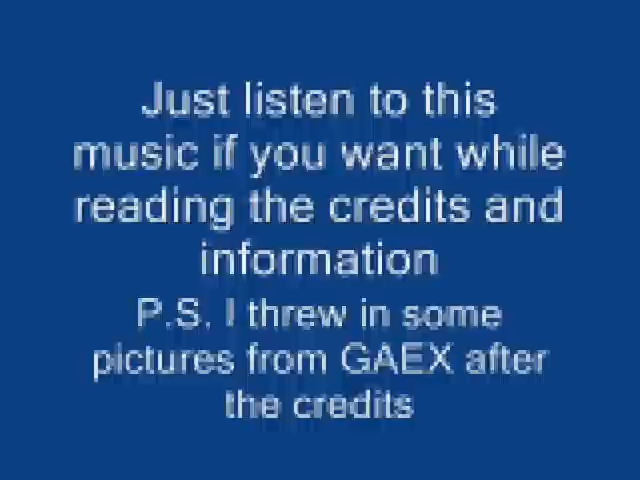 Just listen to this
music if you want while
reading the credits and
information
P.S. I threw in some
pictures from GAEX after
the credits